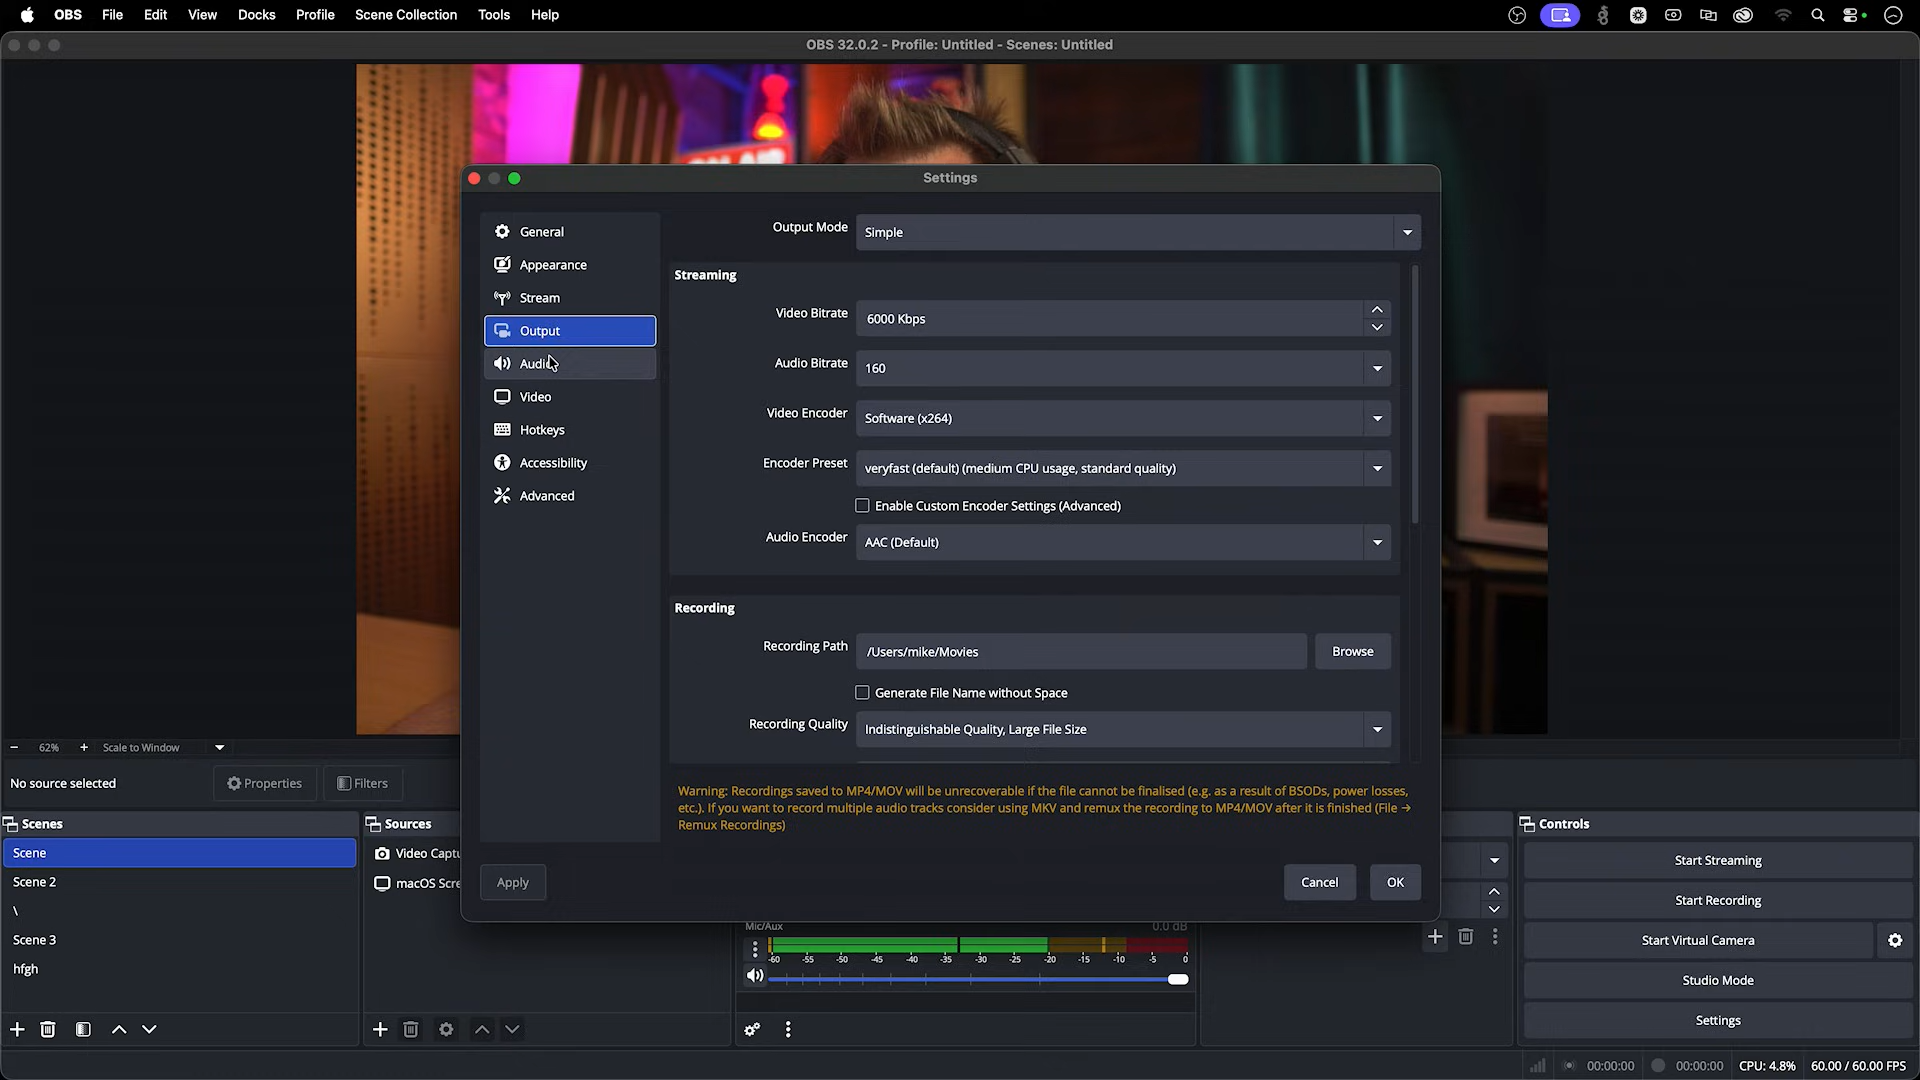 OBS File Edit View Docks Profile Scene Collection Tools Help
OBS 32.0.2 - Profile: Untitled - Scenes: Untitled
Settings
General
Appearance
Stream
Output
Audio
Video
Hotkeys
Accessibility
Advanced
Output Mode Simple
Streaming
Video Bitrate 6000 Kbps
Audio Bitrate 160
Video Encoder Software (x264)
Encoder Preset veryfast (default) (medium CPU usage, standard quality)
Enable Custom Encoder Settings (Advanced)
Audio Encoder AAC (Default)
Recording
Recording Path /Users/mike/Movies Browse
Generate File Name without Space
Recording Quality Indistinguishable Quality, Large File Size
Warning: Recordings saved to MP4/MOV will be unrecoverable if the file cannot be finalised (e.g. as a result of BSODs, power losses,
etc.). If you want to record multiple audio tracks consider using MKV and remux the recording to MP4/MOV after it is finished (File →
Remux Recordings)
Apply Cancel OK
62% Scale to Window
No source selected Properties Filters
Scenes
Scene
Scene 2
\
Scene 3
hfgh
Sources
Video Captu
macOS Scre
Mic/Aux 0.0 dB
-60 -55 -50 -45 -40 -35 -30 -25 -20 -15 -10 -5 0
Controls
Start Streaming
Start Recording
Start Virtual Camera
Studio Mode
Settings
00:00:00 00:00:00 CPU: 4.8% 60.00 / 60.00 FPS